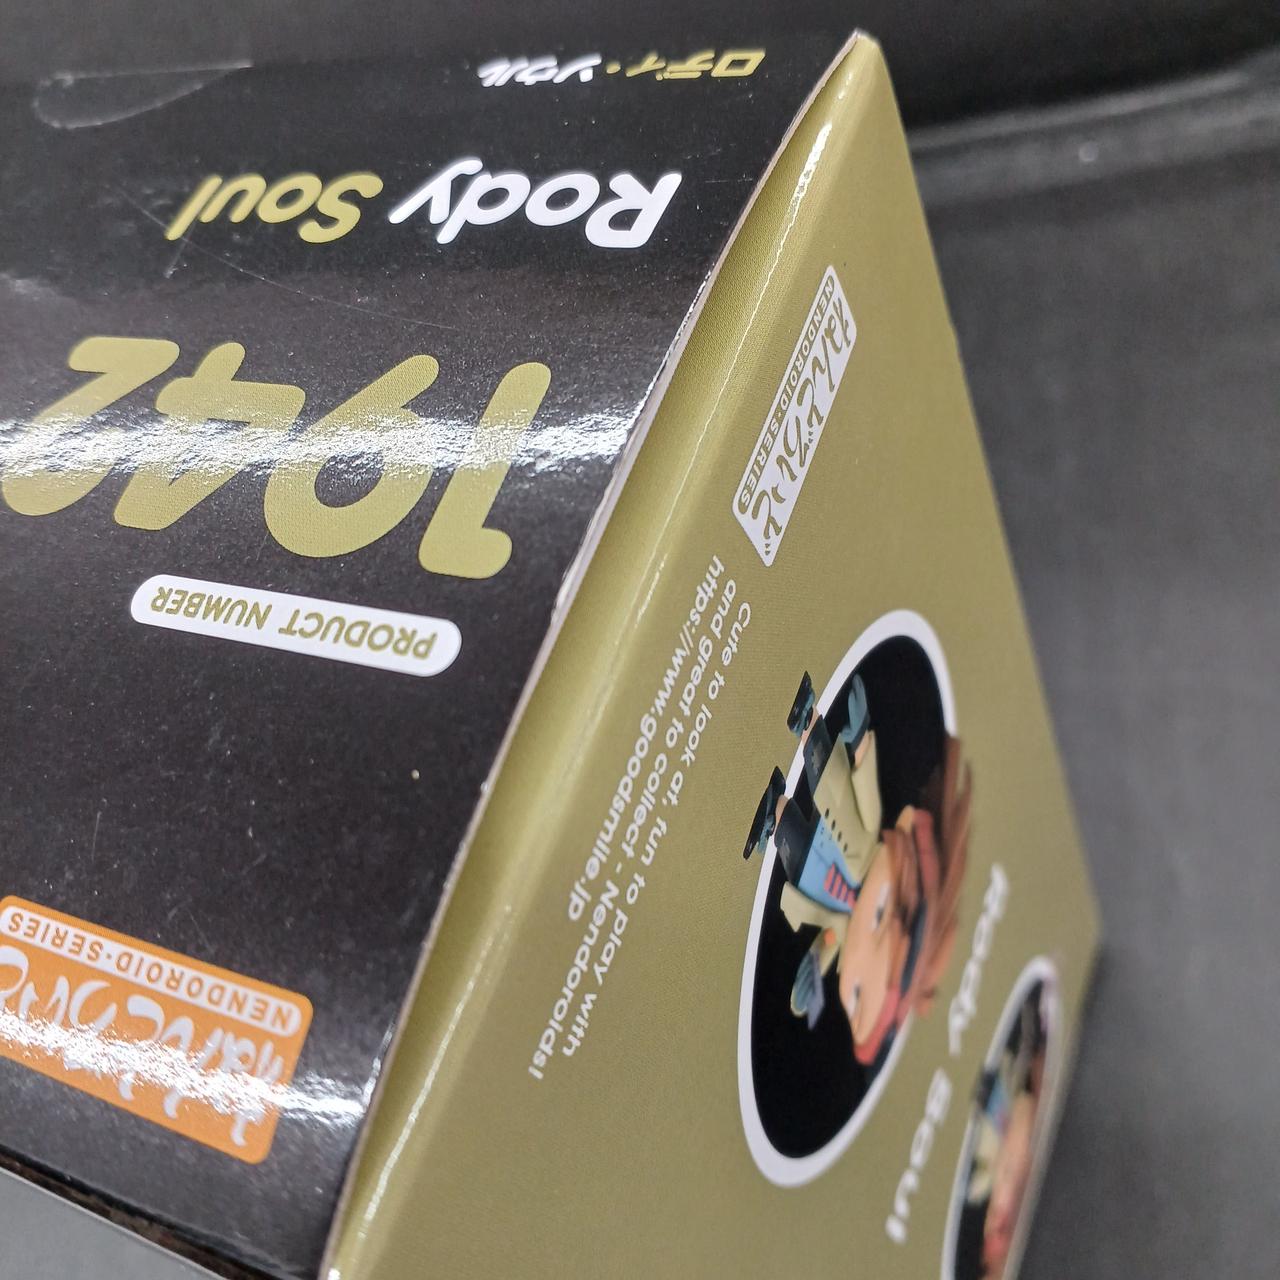 ねんどろいど
NENDOROID·SERIES
PRODUCT NUMBER
1942
Rody Soul
ロディ・ソウル
ねんどろいど
NENDOROID·SERIES
Cute to look at, fun to play with
and great to collect - Nendoroids!
https://www.goodsmile.jp
Rody Soul